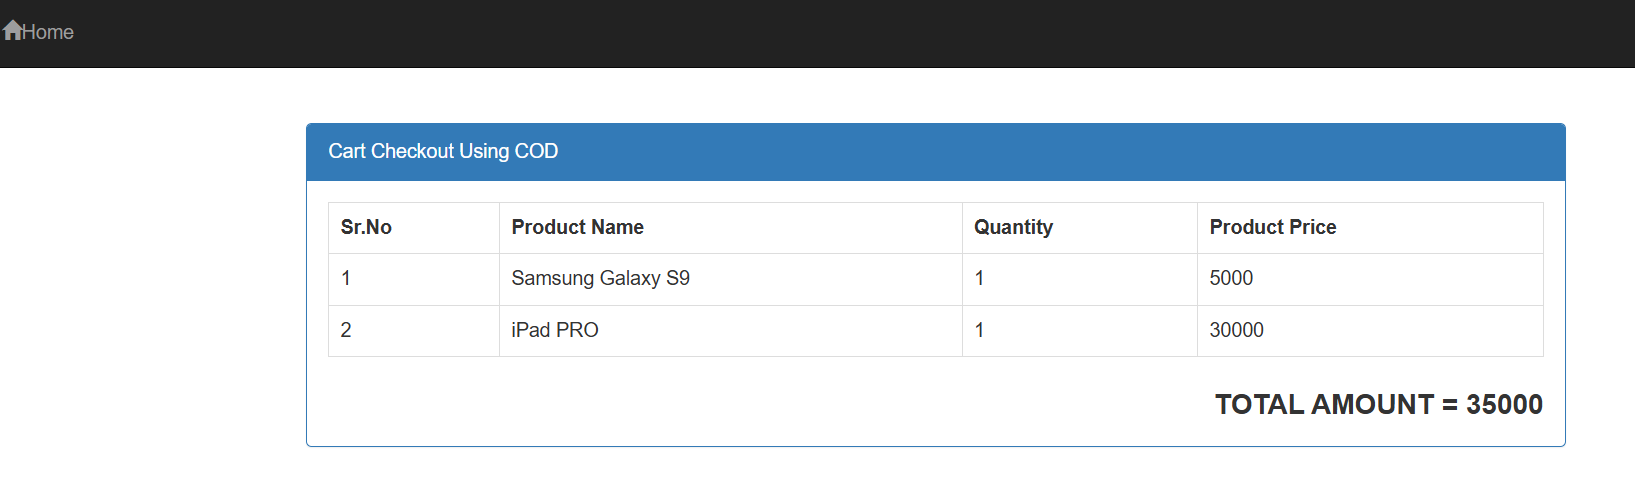 Home
Cart Checkout Using COD
Sr.No Product Name Quantity Product Price
1 Samsung Galaxy S9 1 5000
2 iPad PRO 1 30000
TOTAL AMOUNT = 35000